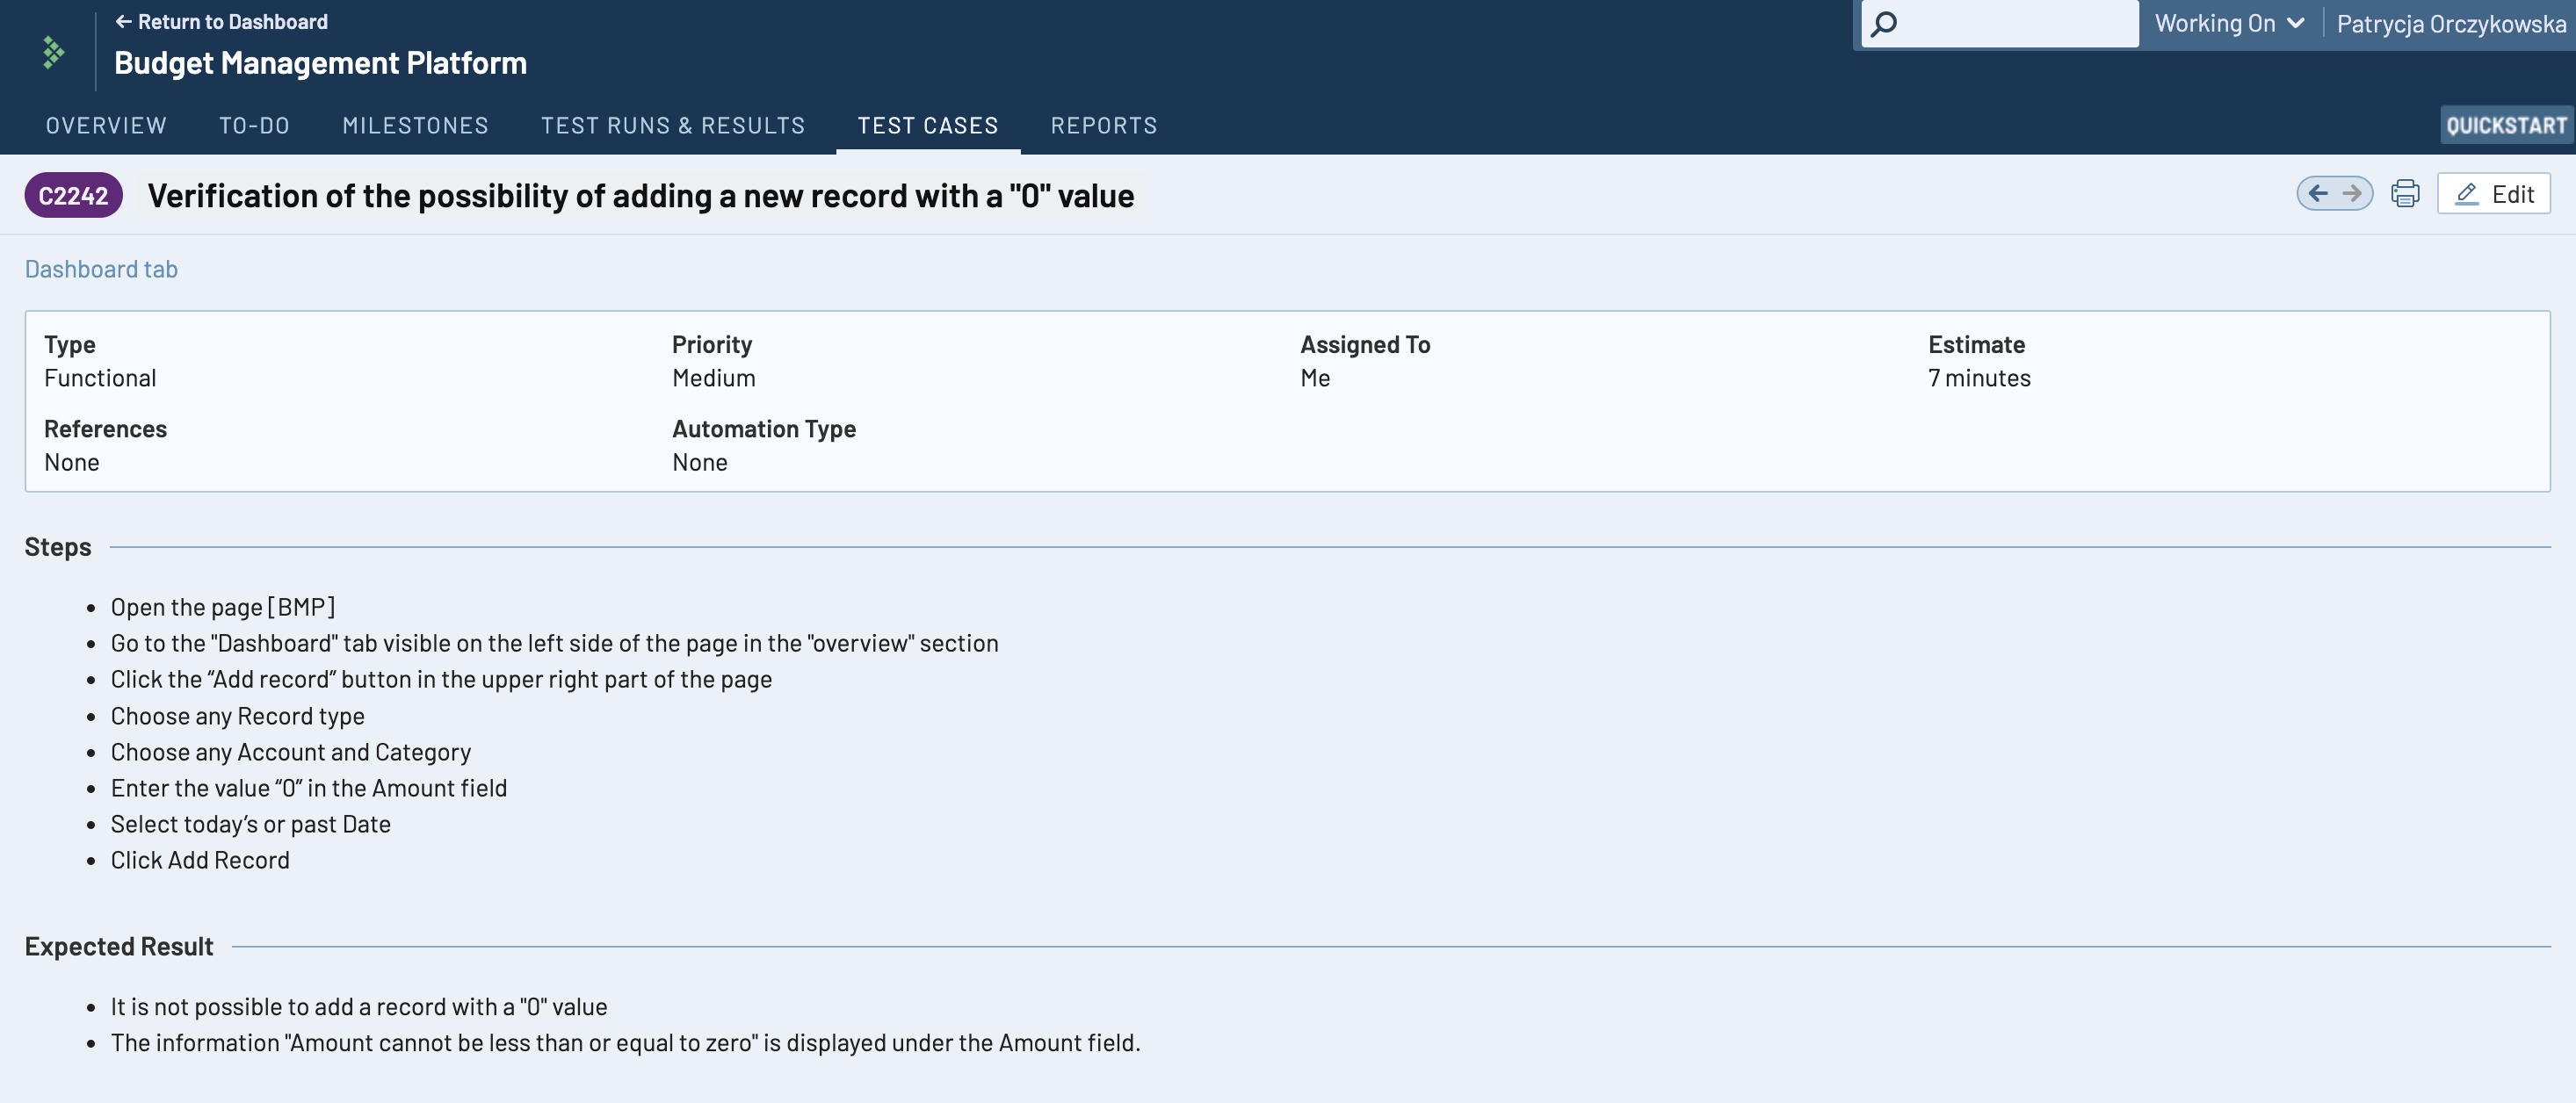 ← Return to Dashboard
Budget Management Platform
Working On
Patrycja Orczykowska
OVERVIEW TO-DO MILESTONES TEST RUNS & RESULTS TEST CASES REPORTS
QUICKSTART
C2242 Verification of the possibility of adding a new record with a "0" value
Edit
Dashboard tab
Type Priority Assigned To Estimate
Functional Medium Me 7 minutes
References Automation Type
None None
Steps
• Open the page [BMP]
• Go to the "Dashboard" tab visible on the left side of the page in the "overview" section
• Click the “Add record” button in the upper right part of the page
• Choose any Record type
• Choose any Account and Category
• Enter the value “0” in the Amount field
• Select today’s or past Date
• Click Add Record
Expected Result
• It is not possible to add a record with a "0" value
• The information "Amount cannot be less than or equal to zero" is displayed under the Amount field.